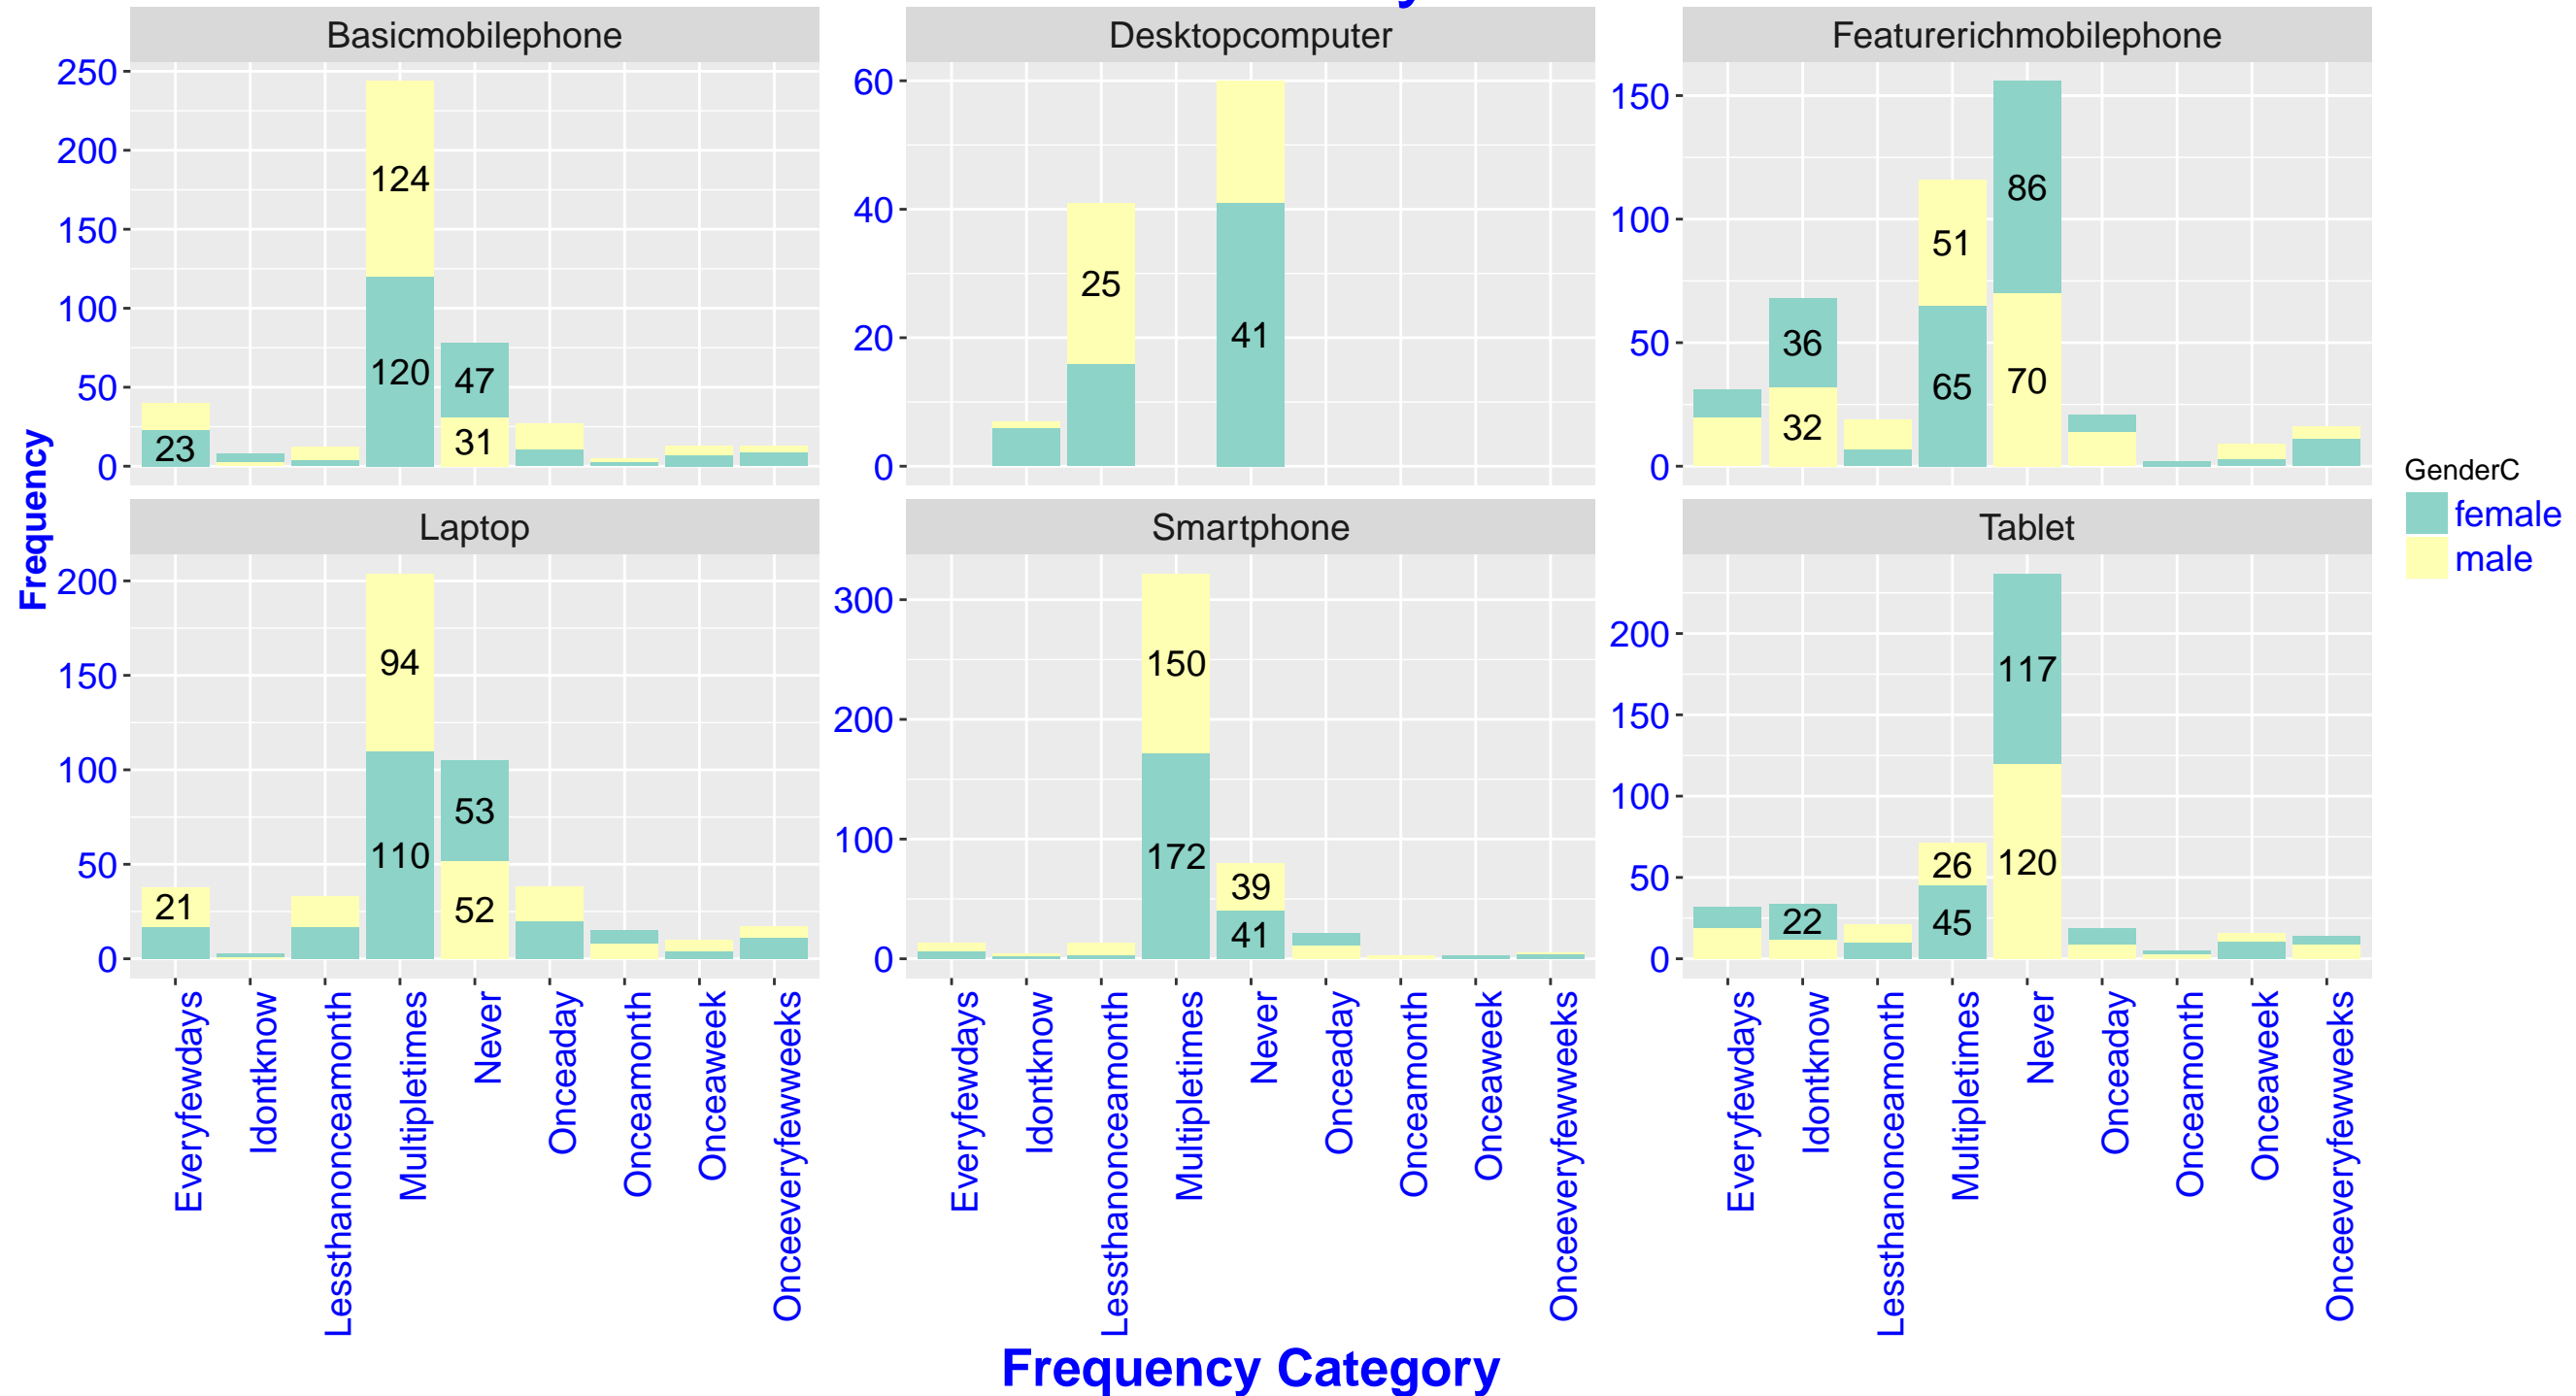 Basicmobilephone
Desktopcomputer
Featurerichmobilephone
250
200
150
100
50
0
124
120
47
31
23
60
40
20
0
25
41
150
100
50
0
36
32
51
65
86
70
Frequency
GenderC
female
male
Laptop
Smartphone
Tablet
200
150
100
50
0
21
94
110
53
52
300
200
100
0
150
172
39
41
200
150
100
50
0
22
26
45
117
120
Everyfewdays
Idontknow
Lessthanonceamonth
Multipletimes
Never
Onceaday
Onceamonth
Onceaweek
Onceeveryfewweeks
Everyfewdays
Idontknow
Lessthanonceamonth
Multipletimes
Never
Onceaday
Onceamonth
Onceaweek
Onceeveryfewweeks
Everyfewdays
Idontknow
Lessthanonceamonth
Multipletimes
Never
Onceaday
Onceamonth
Onceaweek
Onceeveryfewweeks
Frequency Category